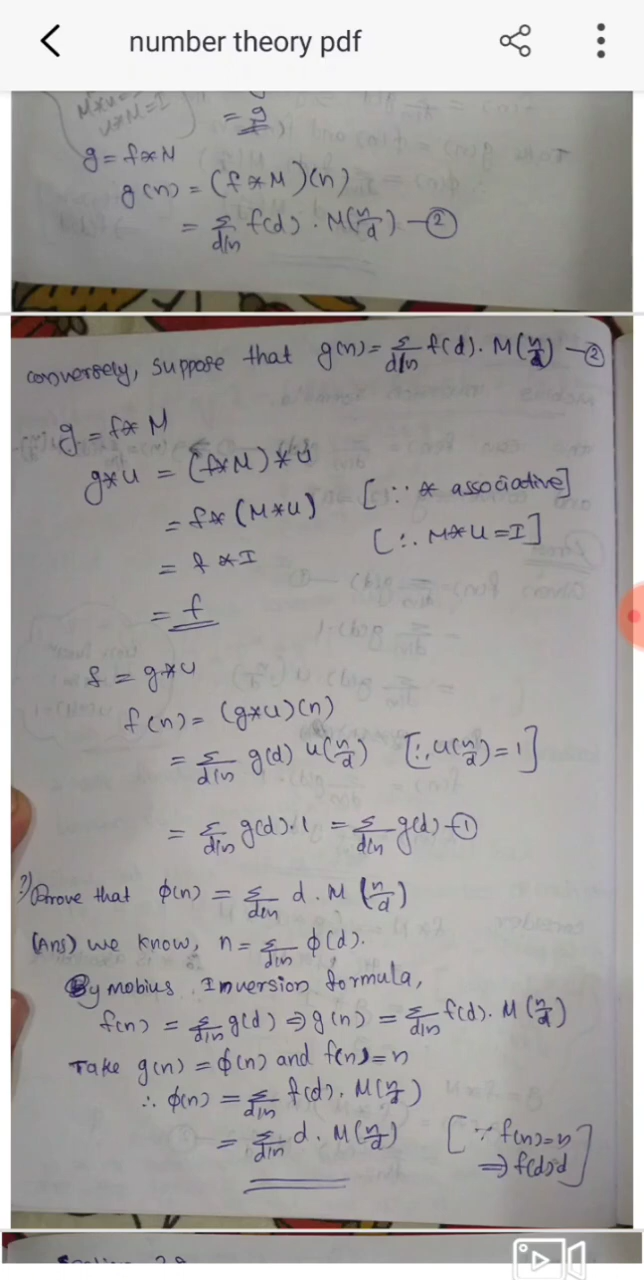 number theory pdf
M*u=
u*M=I
= g
g = f*M
g(n) = (f*M)(n)
= Σ_{d|n} f(d) . M(n/d) —②
conversely, suppose that g(n) = Σ_{d|n} f(d). M(n/d) —②
g = f*M
g*u = (f*M)*u
= f*(M*u) [∵ * associative]
= f*I [∴ M*u=I]
= f
f = g*u
f(n) = (g*u)(n)
= Σ_{d|n} g(d) u(n/d) [∴ u(n/d)=1]
= Σ_{d|n} g(d).1 = Σ_{d|n} g(d) —①
?) Prove that ϕ(n) = Σ_{d|n} d . M(n/d)
(Ans) we know, n = Σ_{d|n} ϕ(d).
By mobius Inversion formula,
f(n) = Σ_{d|n} g(d) ⇒ g(n) = Σ_{d|n} f(d). M(n/d)
Take g(n) = ϕ(n) and f(n)=n
∴ ϕ(n) = Σ_{d|n} f(d). M(n/d)
= Σ_{d|n} d. M(n/d) [∵ f(n)=n
⇒ f(d)=d]